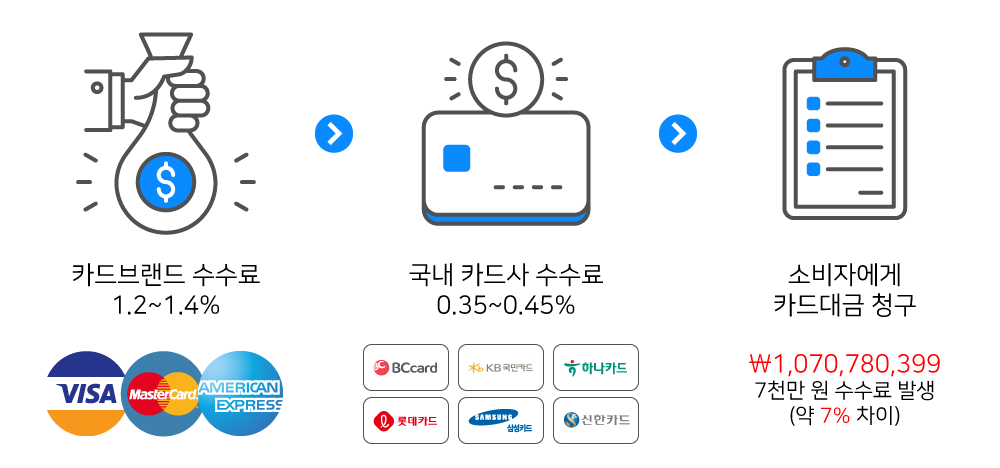 $
$
$
카드브랜드 수수료
1.2~1.4%
VISA
MasterCard
AMERICAN
EXPRESS
국내 카드사 수수료
0.35~0.45%
BCcard
KB국민카드
하나카드
롯데카드
SAMSUNG
삼성카드
신한카드
소비자에게
카드대금 청구
₩1,070,780,399
7천만 원 수수료 발생
(약 7% 차이)